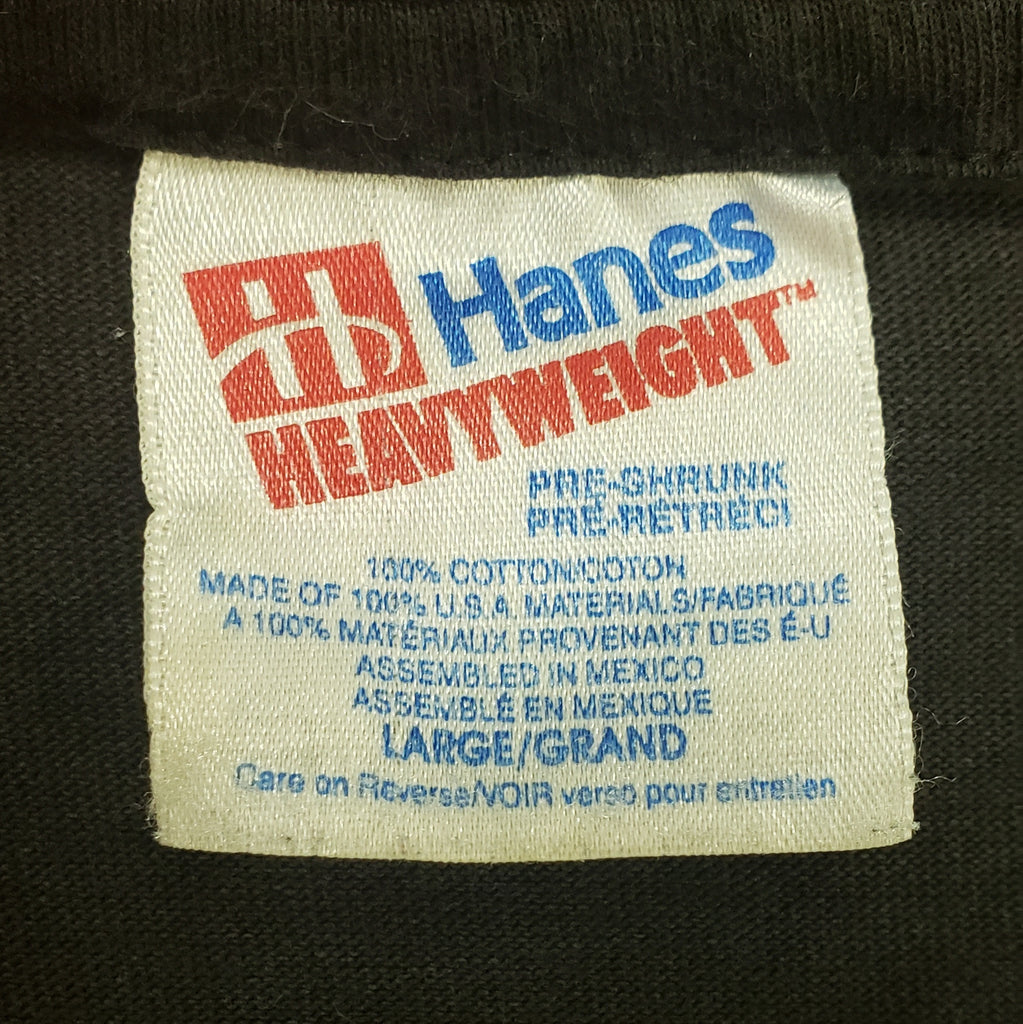 Hanes
HEAVYWEIGHT™
PRE-SHRUNK
PRÉ-RÉTRÉCI
100% COTTON/COTON
MADE OF 100% U.S.A. MATERIALS/FABRIQUÉ
À 100% MATÉRIAUX PROVENANT DES É-U
ASSEMBLED IN MEXICO
ASSEMBLÉ EN MEXIQUE
LARGE/GRAND
Care on Reverse/VOIR verso pour entretien